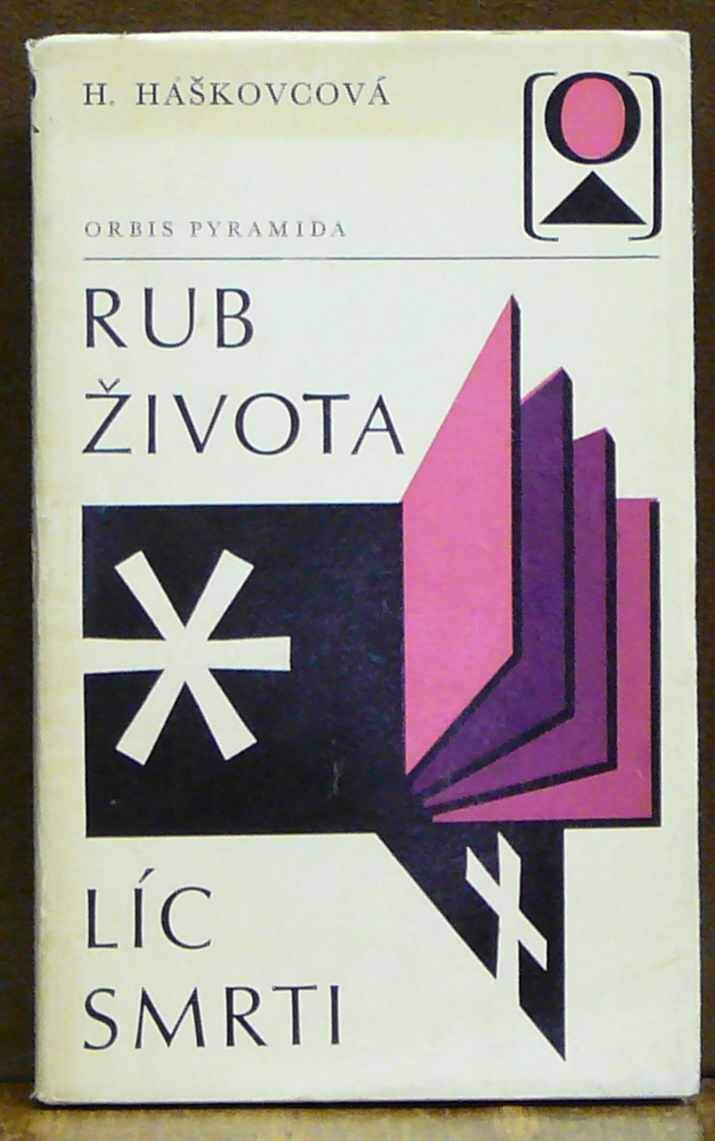 H. HAŠKOVCOVÁ
ORBIS PYRAMIDA
RUB
ŽIVOTA
LÍC
SMRTI